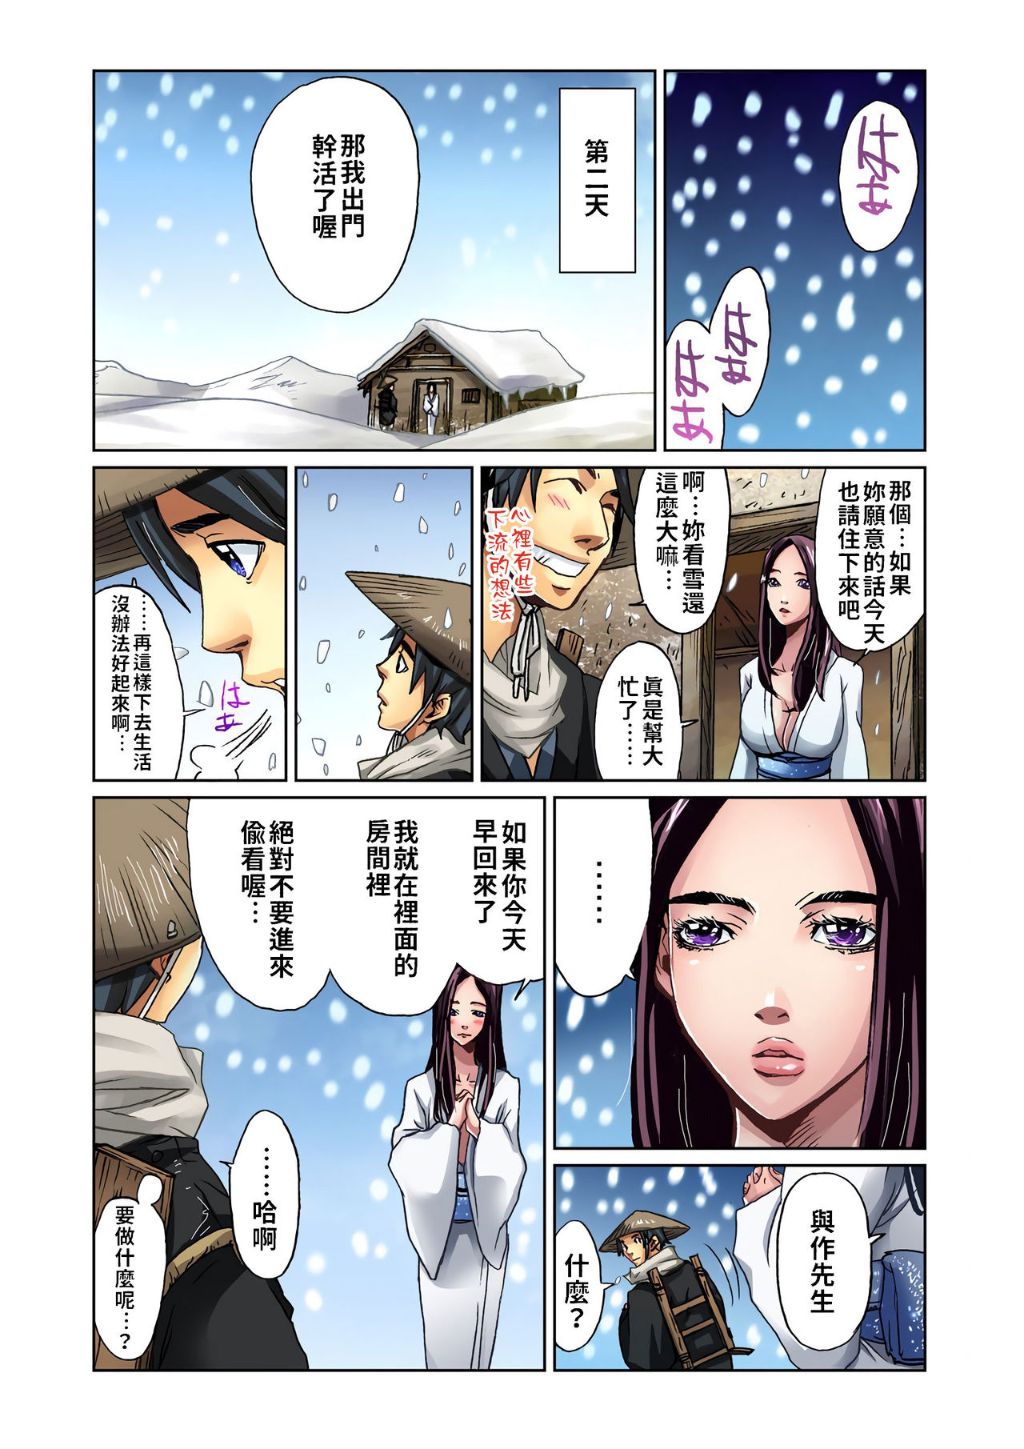 はぁ
はぁ
はぁ
第二天
那我出門
幹活了喔
那個…如果
妳願意的話今天
也請住下來吧
啊…妳看雪還
這麼大嘛…
真是幫大
忙了……
心裡有些
下流的想法
……再這樣下去生活
沒辦法好起來啊…
はぁ
……
與作先生
什麼？
如果你今天
早回來了
我就在裡面的
房間裡
絕對不要進來
偷看喔…
……哈啊
要做什麼呢…？